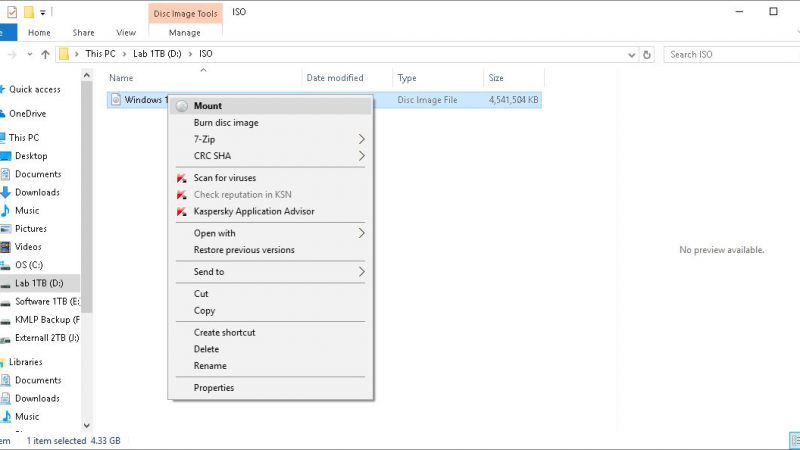 Disc Image Tools
ISO
Home
Share
View
Manage
This PC
Lab 1TB (D:)
ISO
Search ISO
Name
Date modified
Type
Size
Quick access
OneDrive
This PC
Desktop
Documents
Downloads
Music
Pictures
Videos
OS (C:)
Lab 1TB (D:)
Software 1TB (E:
KMLP Backup (F
Externall 2TB (J:)
Libraries
Documents
Downloads
Music
Windows 1
Disc Image File
4,541,504 KB
Mount
Burn disc image
7-Zip
CRC SHA
Scan for viruses
Check reputation in KSN
Kaspersky Application Advisor
Open with
Restore previous versions
Send to
Cut
Copy
Create shortcut
Delete
Rename
Properties
No preview available.
1 item selected 4.33 GB